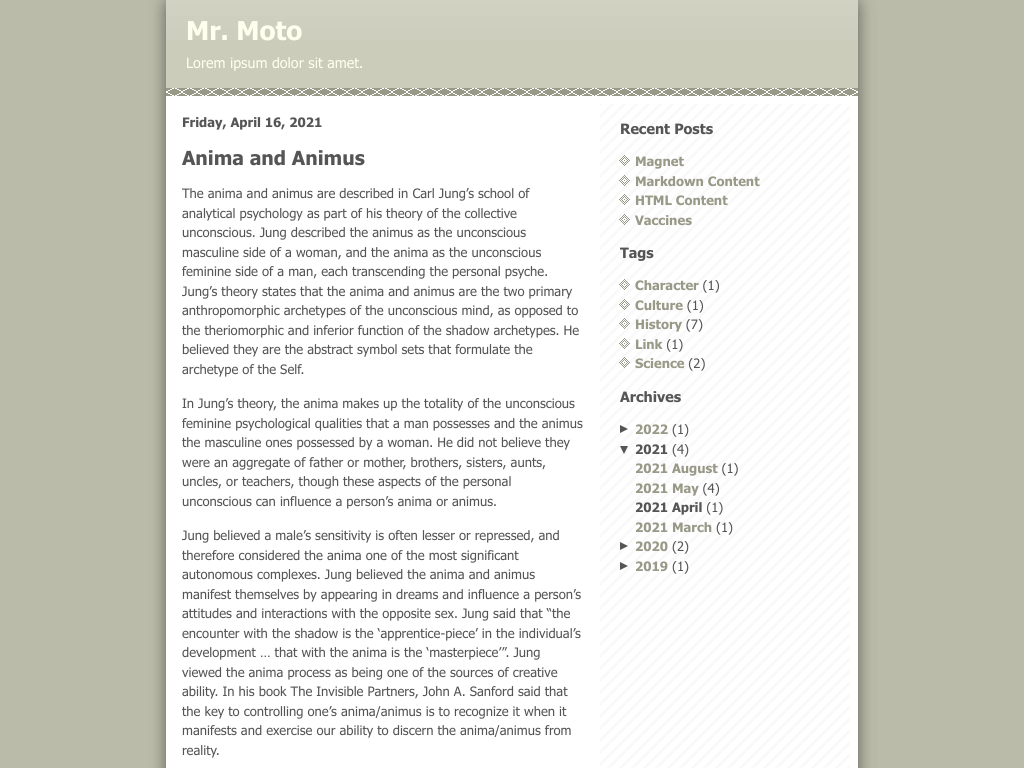 Mr. Moto
Lorem ipsum dolor sit amet.
Friday, April 16, 2021
Anima and Animus
The anima and animus are described in Carl Jung’s school of
analytical psychology as part of his theory of the collective
unconscious. Jung described the animus as the unconscious
masculine side of a woman, and the anima as the unconscious
feminine side of a man, each transcending the personal psyche.
Jung’s theory states that the anima and animus are the two primary
anthropomorphic archetypes of the unconscious mind, as opposed to
the theriomorphic and inferior function of the shadow archetypes. He
believed they are the abstract symbol sets that formulate the
archetype of the Self.
In Jung’s theory, the anima makes up the totality of the unconscious
feminine psychological qualities that a man possesses and the animus
the masculine ones possessed by a woman. He did not believe they
were an aggregate of father or mother, brothers, sisters, aunts,
uncles, or teachers, though these aspects of the personal
unconscious can influence a person’s anima or animus.
Jung believed a male’s sensitivity is often lesser or repressed, and
therefore considered the anima one of the most significant
autonomous complexes. Jung believed the anima and animus
manifest themselves by appearing in dreams and influence a person’s
attitudes and interactions with the opposite sex. Jung said that “the
encounter with the shadow is the ‘apprentice-piece’ in the individual’s
development … that with the anima is the ‘masterpiece’”. Jung
viewed the anima process as being one of the sources of creative
ability. In his book The Invisible Partners, John A. Sanford said that
the key to controlling one’s anima/animus is to recognize it when it
manifests and exercise our ability to discern the anima/animus from
reality.
Recent Posts
Magnet
Markdown Content
HTML Content
Vaccines
Tags
Character (1)
Culture (1)
History (7)
Link (1)
Science (2)
Archives
► 2022 (1)
▼ 2021 (4)
2021 August (1)
2021 May (4)
2021 April (1)
2021 March (1)
► 2020 (2)
► 2019 (1)